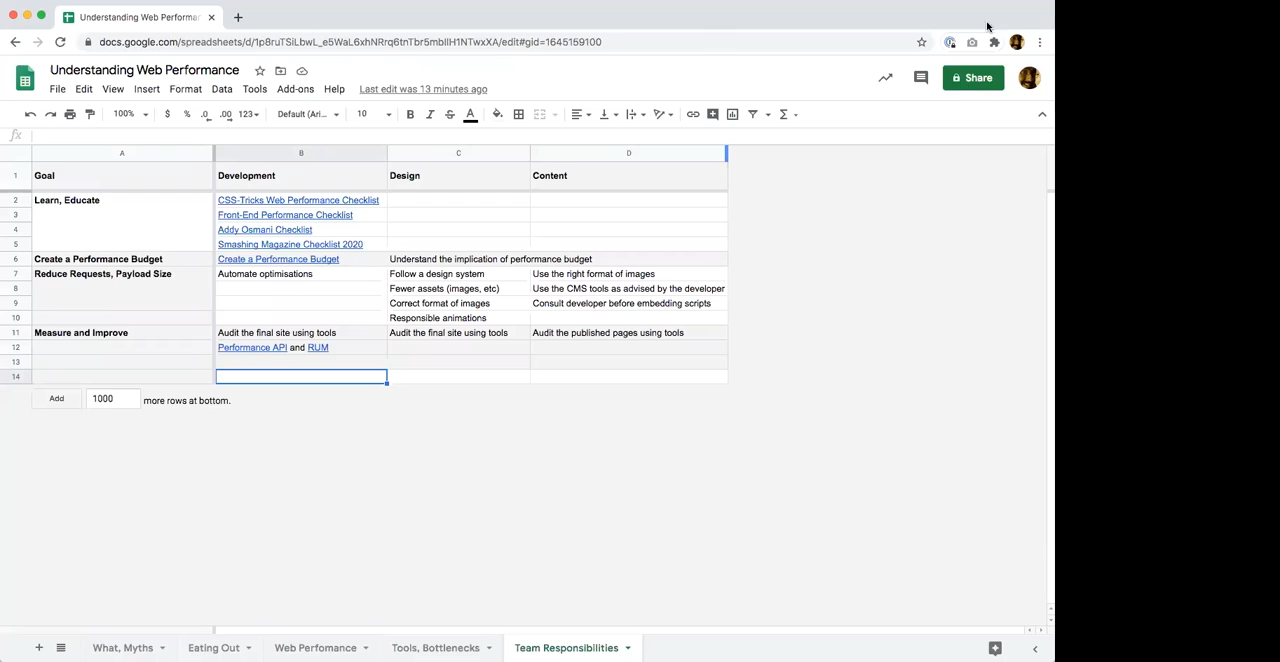 Understanding Web Performan
docs.google.com/spreadsheets/d/1p8ruTSiLbwL_e5WaL6xhNRrq6tnTbr5mbIlH1NTwxXA/edit#gid=1645159100
Understanding Web Performance
File Edit View Insert Format Data Tools Add-ons Help Last edit was 13 minutes ago
Share
100% $ % .0 .00 123 Default (Ari... 10 B I S A Σ
fx
A B C D
1 Goal Development Design Content
2 Learn, Educate CSS-Tricks Web Performance Checklist
3 Front-End Performance Checklist
4 Addy Osmani Checklist
5 Smashing Magazine Checklist 2020
6 Create a Performance Budget Create a Performance Budget Understand the implication of performance budget
7 Reduce Requests, Payload Size Automate optimisations Follow a design system Use the right format of images
8 Fewer assets (images, etc) Use the CMS tools as advised by the developer
9 Correct format of images Consult developer before embedding scripts
10 Responsible animations
11 Measure and Improve Audit the final site using tools Audit the final site using tools Audit the published pages using tools
12 Performance API and RUM
13
14
Add 1000 more rows at bottom.
What, Myths Eating Out Web Perfomance Tools, Bottlenecks Team Responsibilities